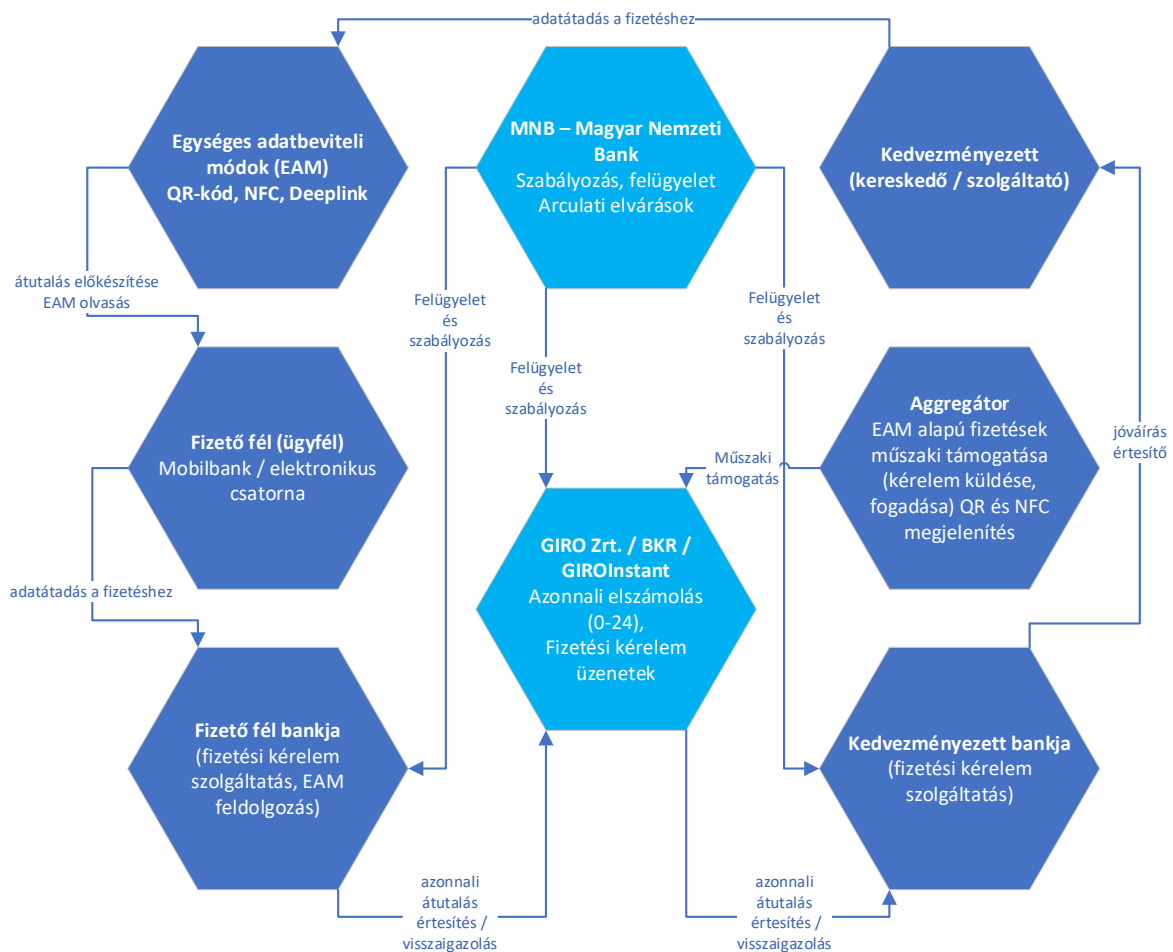 adatátadás a fizetéshez
Egységes adatbeviteli
módok (EAM)
QR-kód, NFC, Deeplink
MNB – Magyar Nemzeti
Bank
Szabályozás, felügyelet
Arculati elvárások
Kedvezményezett
(kereskedő / szolgáltató)
átutalás előkészítése
EAM olvasás
Felügyelet
és
szabályozás
Felügyelet
és
szabályozás
Felügyelet
és
szabályozás
Fizető fél (ügyfél)
Mobilbank / elektronikus
csatorna
Aggregátor
EAM alapú fizetések
műszaki támogatása
(kérelem küldése,
fogadása) QR és NFC
megjelenítés
jóváírás
értesítő
Műszaki
támogatás
GIRO Zrt. / BKR /
GIROInstant
Azonnali elszámolás
(0-24),
Fizetési kérelem
üzenetek
adatátadás a fizetéshez
Fizető fél bankja
(fizetési kérelem
szolgáltatás, EAM
feldolgozás)
Kedvezményezett bankja
(fizetési kérelem
szolgáltatás)
azonnali
átutalás
értesítés /
visszaigazolás
azonnali
átutalás
értesítés /
visszaigazolás